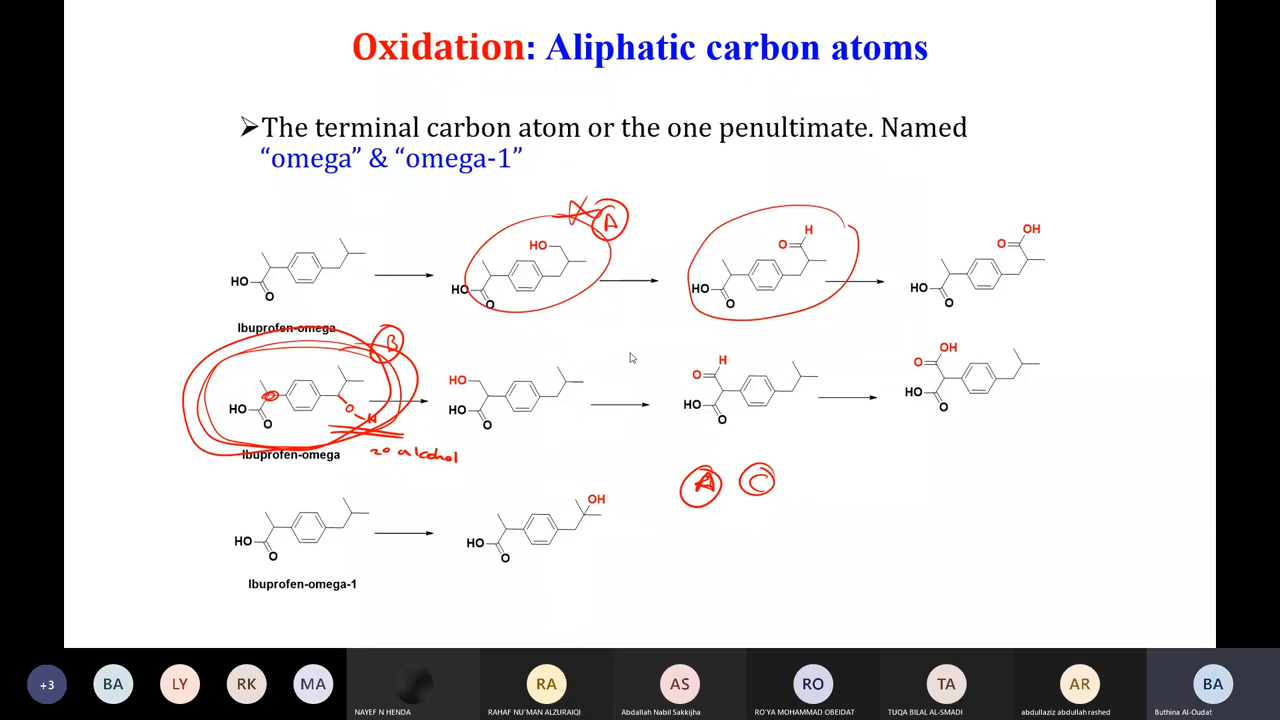 Oxidation: Aliphatic carbon atoms
➢The terminal carbon atom or the one penultimate. Named
“omega” & “omega-1”
A
HO
O
H
OH
O
HO
O
HO
O
HO
O
HO
O
Ibuprofen-omega
B
HO
O
O-H
HO
HO
O
H
O
HO
O
OH
O
HO
O
Ibuprofen-omega
2o alcohol
A C
HO
O
OH
HO
O
Ibuprofen-omega-1
+3 BA LY RK MA RA AS RO TA AR BA
NAYEF N HENDA RAHAF NU'MAN ALZURAIQI Abdallah Nabil Sakkijha RO'YA MOHAMMAD OBEIDAT TUQA BILAL AL-SMADI abdullaziz abdullah rashed Buthina Al-Oudat